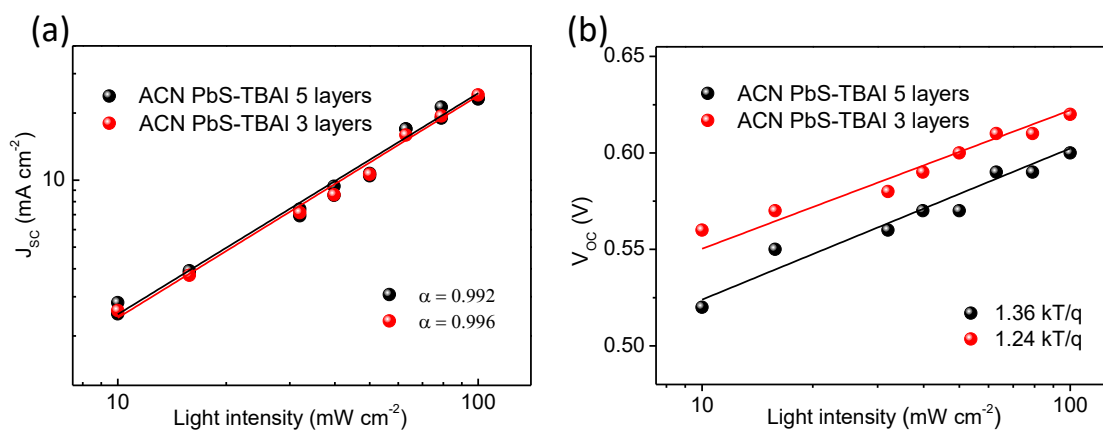 (a)
ACN PbS-TBAI 5 layers
ACN PbS-TBAI 3 layers
10
J_SC (mA cm⁻²)
α = 0.992
α = 0.996
10
100
Light intensity (mW cm⁻²)
(b)
0.65
ACN PbS-TBAI 5 layers
ACN PbS-TBAI 3 layers
0.60
V_OC (V)
0.55
0.50
1.36 kT/q
1.24 kT/q
10
100
Light intensity (mW cm⁻²)